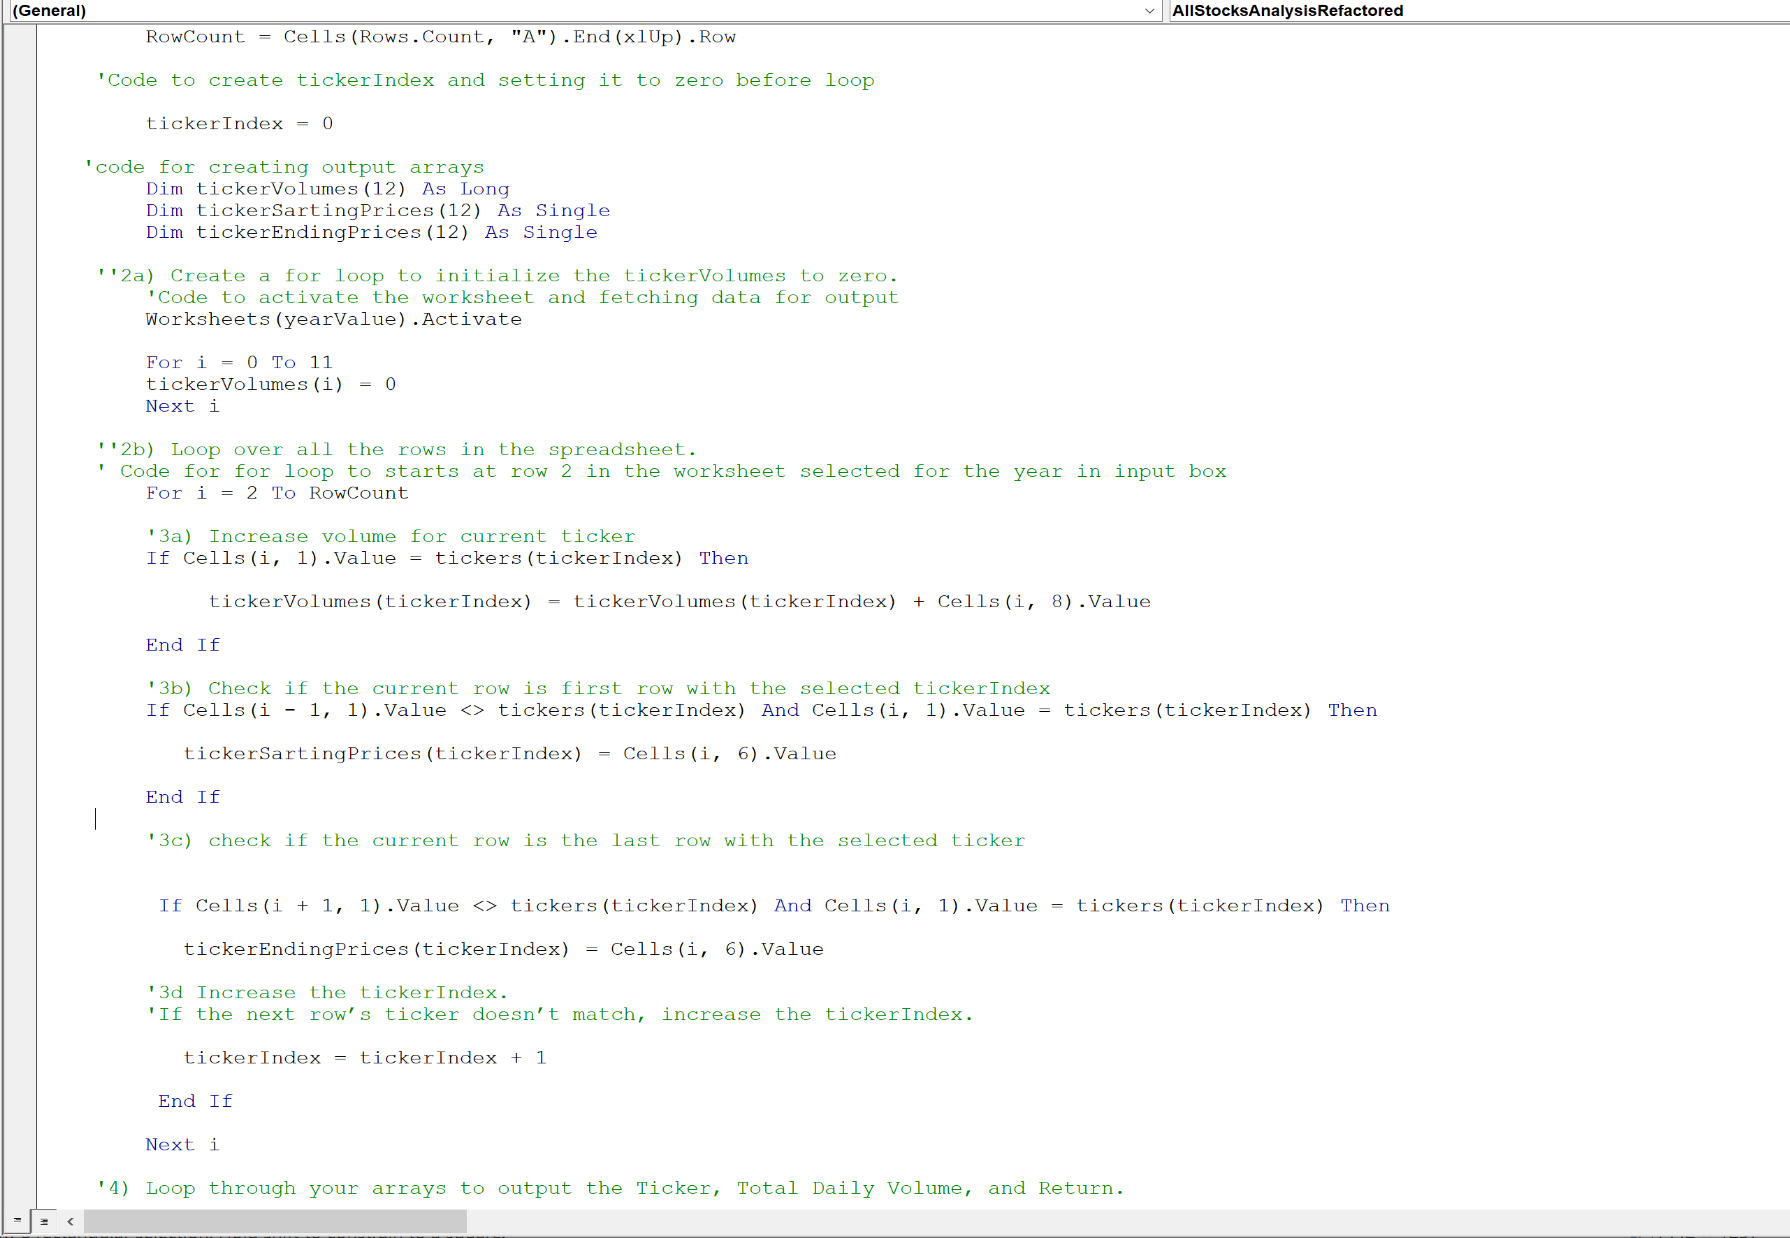 (General)
AllStocksAnalysisRefactored
RowCount = Cells(Rows.Count, "A").End(xlUp).Row
'Code to create tickerIndex and setting it to zero before loop
tickerIndex = 0
'code for creating output arrays
Dim tickerVolumes(12) As Long
Dim tickerSartingPrices(12) As Single
Dim tickerEndingPrices(12) As Single
''2a) Create a for loop to initialize the tickerVolumes to zero.
'Code to activate the worksheet and fetching data for output
Worksheets(yearValue).Activate
For i = 0 To 11
tickerVolumes(i) = 0
Next i
''2b) Loop over all the rows in the spreadsheet.
' Code for for loop to starts at row 2 in the worksheet selected for the year in input box
For i = 2 To RowCount
'3a) Increase volume for current ticker
If Cells(i, 1).Value = tickers(tickerIndex) Then
tickerVolumes(tickerIndex) = tickerVolumes(tickerIndex) + Cells(i, 8).Value
End If
'3b) Check if the current row is first row with the selected tickerIndex
If Cells(i - 1, 1).Value <> tickers(tickerIndex) And Cells(i, 1).Value = tickers(tickerIndex) Then
tickerSartingPrices(tickerIndex) = Cells(i, 6).Value
End If
'3c) check if the current row is the last row with the selected ticker
If Cells(i + 1, 1).Value <> tickers(tickerIndex) And Cells(i, 1).Value = tickers(tickerIndex) Then
tickerEndingPrices(tickerIndex) = Cells(i, 6).Value
'3d Increase the tickerIndex.
'If the next row’s ticker doesn’t match, increase the tickerIndex.
tickerIndex = tickerIndex + 1
End If
Next i
'4) Loop through your arrays to output the Ticker, Total Daily Volume, and Return.